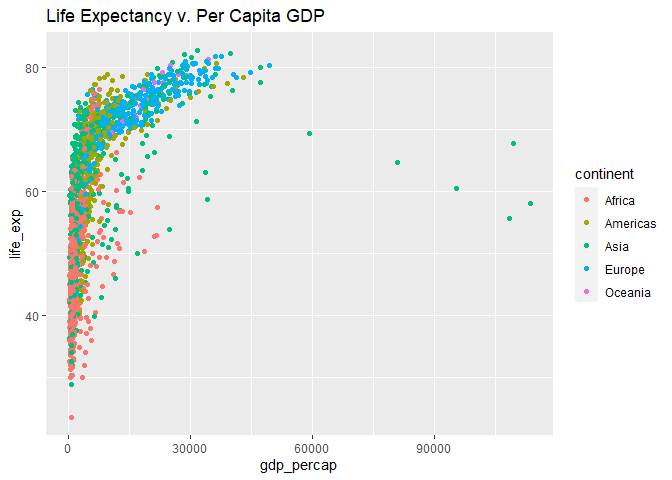 Life Expectancy v. Per Capita GDP
80
60
40
life_exp
0 30000 60000 90000
gdp_percap
continent
Africa
Americas
Asia
Europe
Oceania